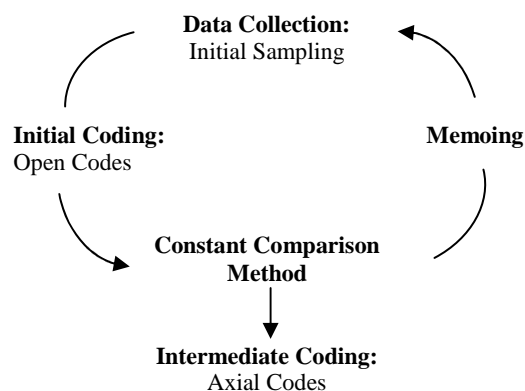 Data Collection:
Initial Sampling
Initial Coding:
Open Codes
Memoing
Constant Comparison
Method
Intermediate Coding:
Axial Codes